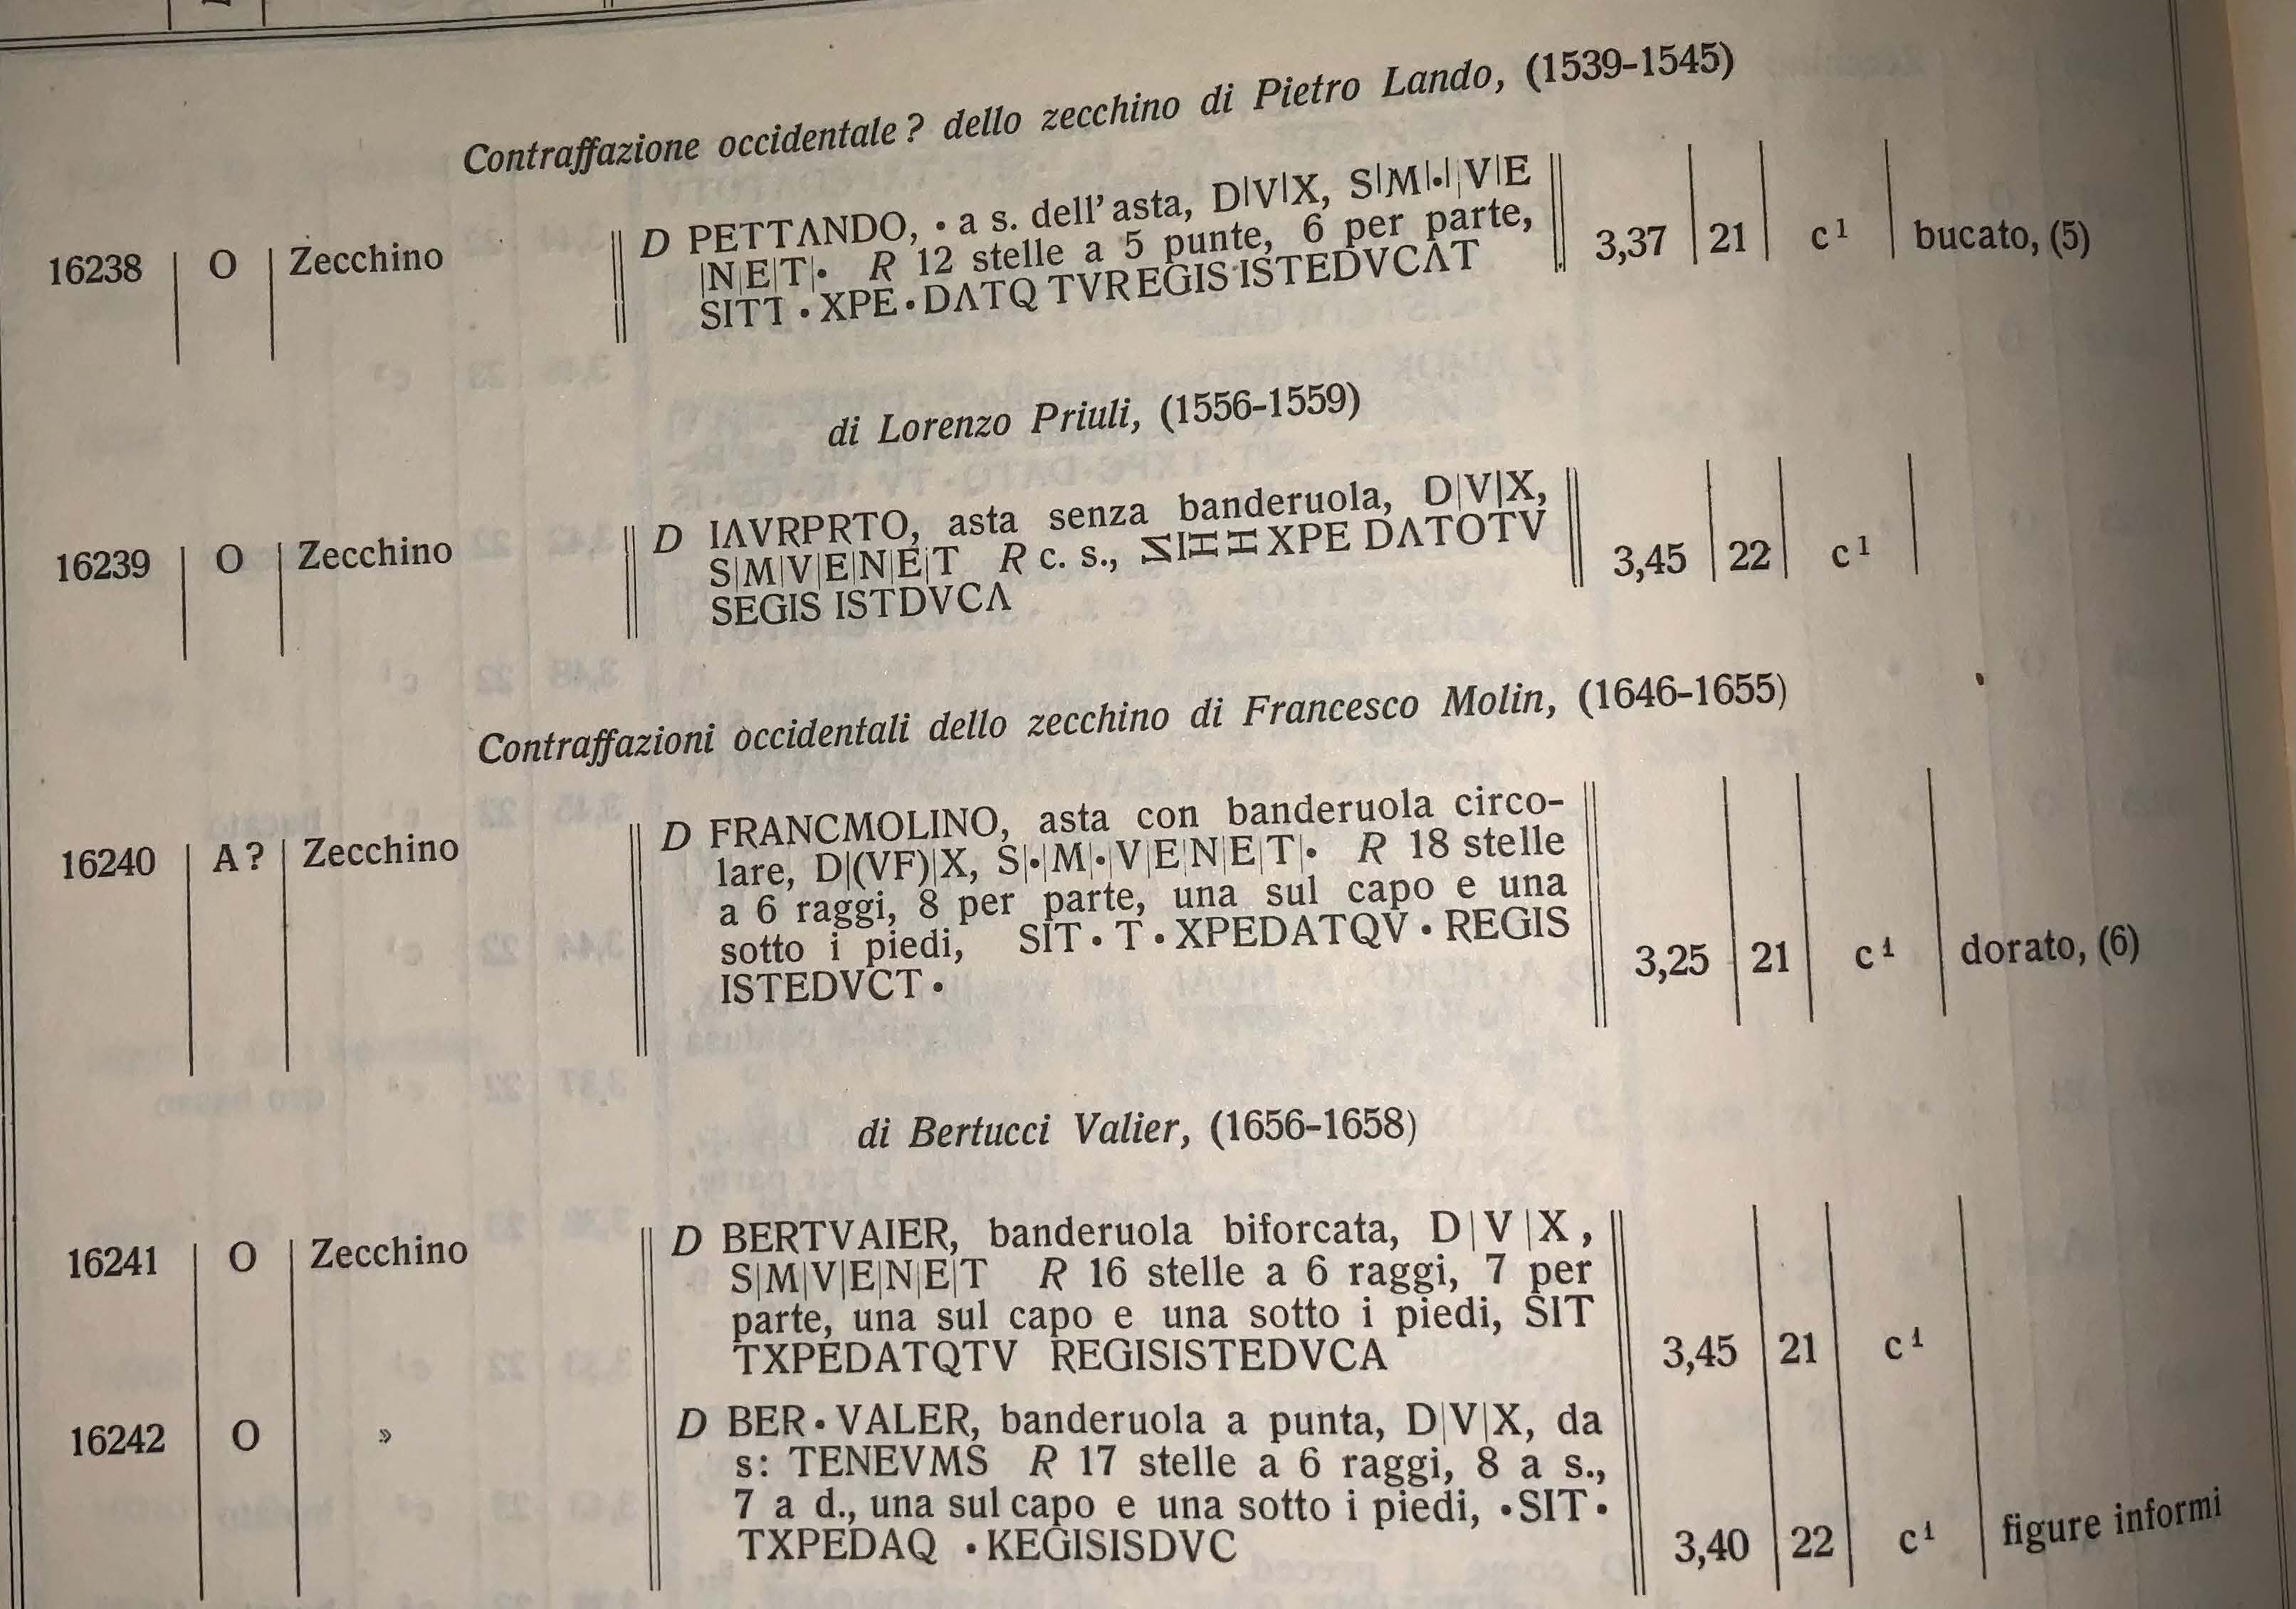 Contraffazione occidentale? dello zecchino di Pietro Lando, (1539-1545)
16238 | O | Zecchino || D PETTΛNDO, • a s. dell' asta, D|V|X, S|M|•|V|E || 3,37 | 21 | c¹ | bucato, (5)
|N|E|T|• R 12 stelle a 5 punte, 6 per parte,
SITT • XPE • DΛTQ TVREGIS ISTEDVCΛT
di Lorenzo Priuli, (1556-1559)
16239 | O | Zecchino || D IΛVRPRTO, asta senza banderuola, D|V|X, || 3,45 | 22 | c¹ |
S|M|V|E|N|E|T R c. s., XPE DΛTOTV
SEGIS ISTDVCΛ
Contraffazioni occidentali dello zecchino di Francesco Molin, (1646-1655)
16240 | A? | Zecchino || D FRANCMOLINO, asta con banderuola circo-
lare, D|(VF)|X, S|•|M|•|V|E|N|E|T|• R 18 stelle
a 6 raggi, 8 per parte, una sul capo e una
sotto i piedi, SIT • T • XPEDATQV • REGIS || 3,25 | 21 | c¹ | dorato, (6)
ISTEDVCT •
di Bertucci Valier, (1656-1658)
16241 | O | Zecchino || D BERTVAIER, banderuola biforcata, D|V|X,
S|M|V|E|N|E|T R 16 stelle a 6 raggi, 7 per
parte, una sul capo e una sotto i piedi, SIT
TXPEDATQTV REGISISTEDVCA || 3,45 | 21 | c¹ |
16242 | O | » || D BER • VALER, banderuola a punta, D|V|X, da
s: TENEVMS R 17 stelle a 6 raggi, 8 a s.,
7 a d., una sul capo e una sotto i piedi, • SIT •
TXPEDAQ • KEGISISDVC || 3,40 | 22 | c¹ | figure informi